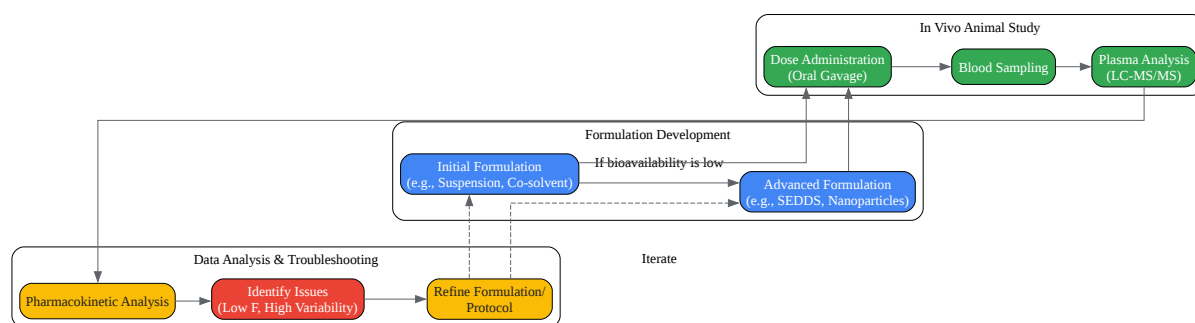 In Vivo Animal Study
Dose Administration
(Oral Gavage)
Blood Sampling
Plasma Analysis
(LC-MS/MS)
Formulation Development
Initial Formulation
(e.g., Suspension, Co-solvent)
If bioavailability is low
Advanced Formulation
(e.g., SEDDS, Nanoparticles)
Data Analysis & Troubleshooting
Iterate
Pharmacokinetic Analysis
Identify Issues
(Low F, High Variability)
Refine Formulation/
Protocol